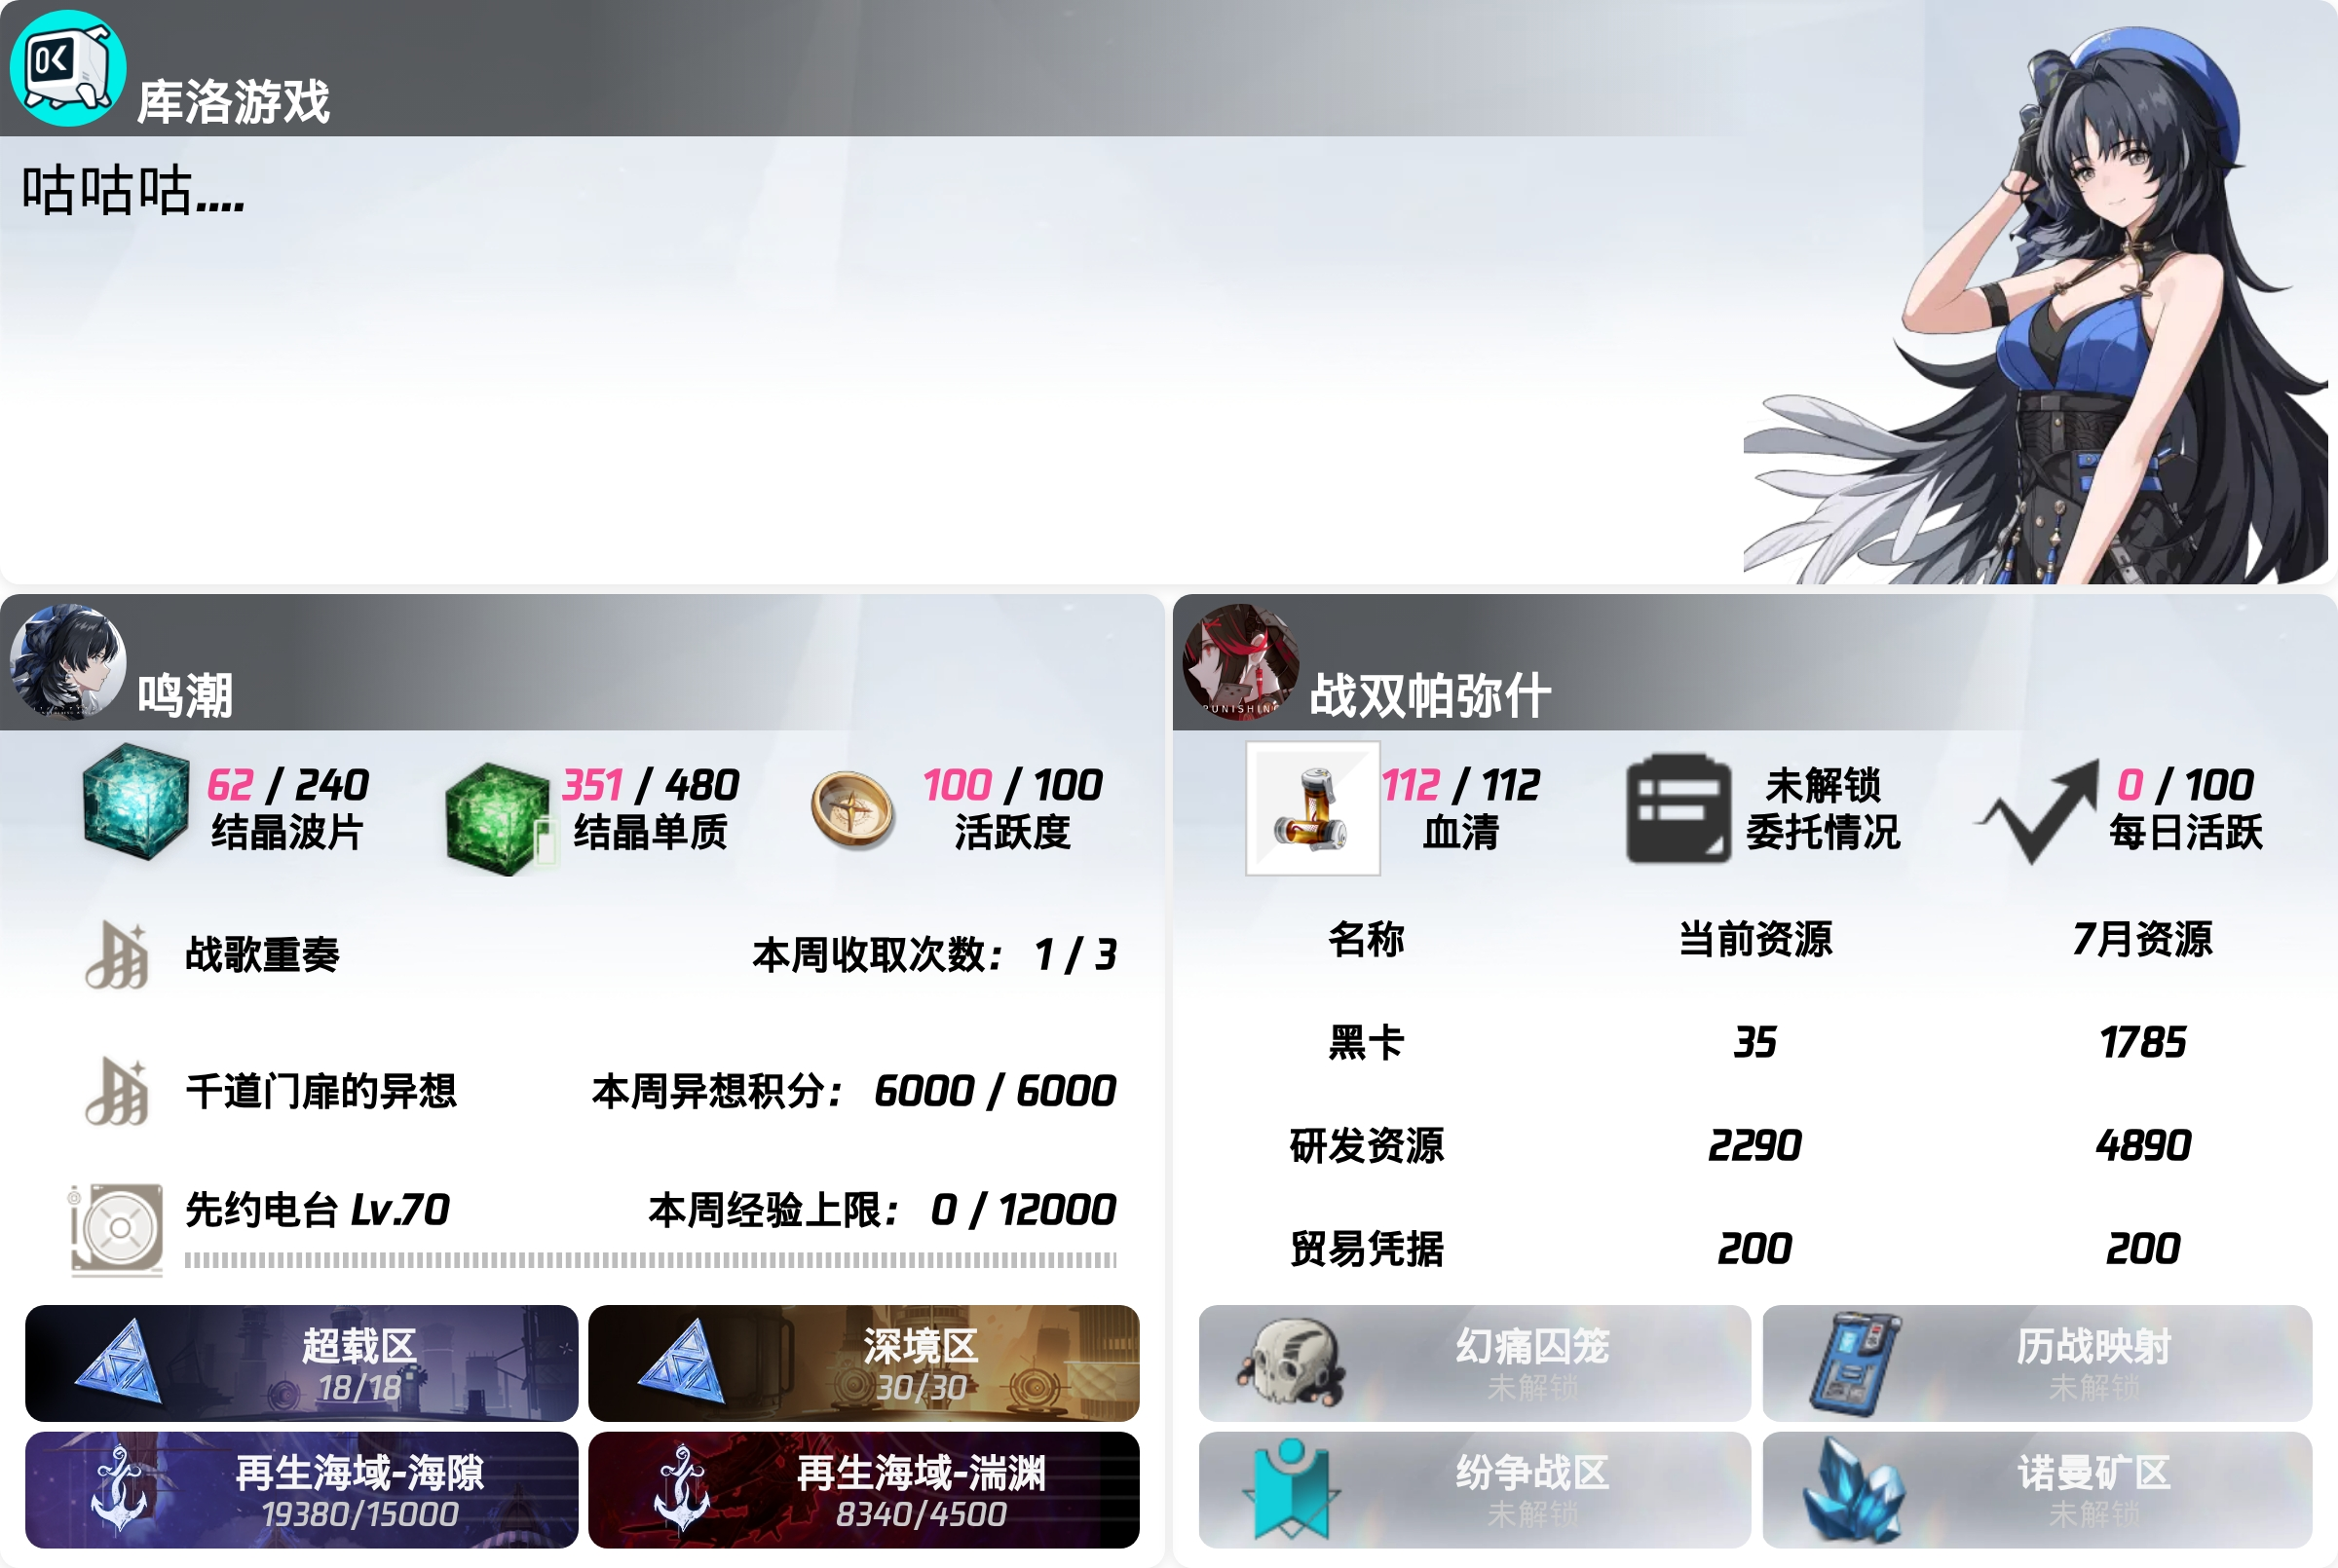 OK
库洛游戏
咕咕咕....
鸣潮
62 / 240
结晶波片
351 / 480
结晶单质
100 / 100
活跃度
战歌重奏
本周收取次数： 1 / 3
千道门扉的异想
本周异想积分： 6000 / 6000
先约电台 Lv.70
本周经验上限： 0 / 12000
超载区
18/18
深境区
30/30
再生海域-海隙
19380/15000
再生海域-湍渊
8340/4500
PUNISHING
战双帕弥什
112 / 112
血清
未解锁
委托情况
0 / 100
每日活跃
名称 当前资源 7月资源
黑卡 35 1785
研发资源 2290 4890
贸易凭据 200 200
幻痛囚笼
未解锁
历战映射
未解锁
纷争战区
未解锁
诺曼矿区
未解锁